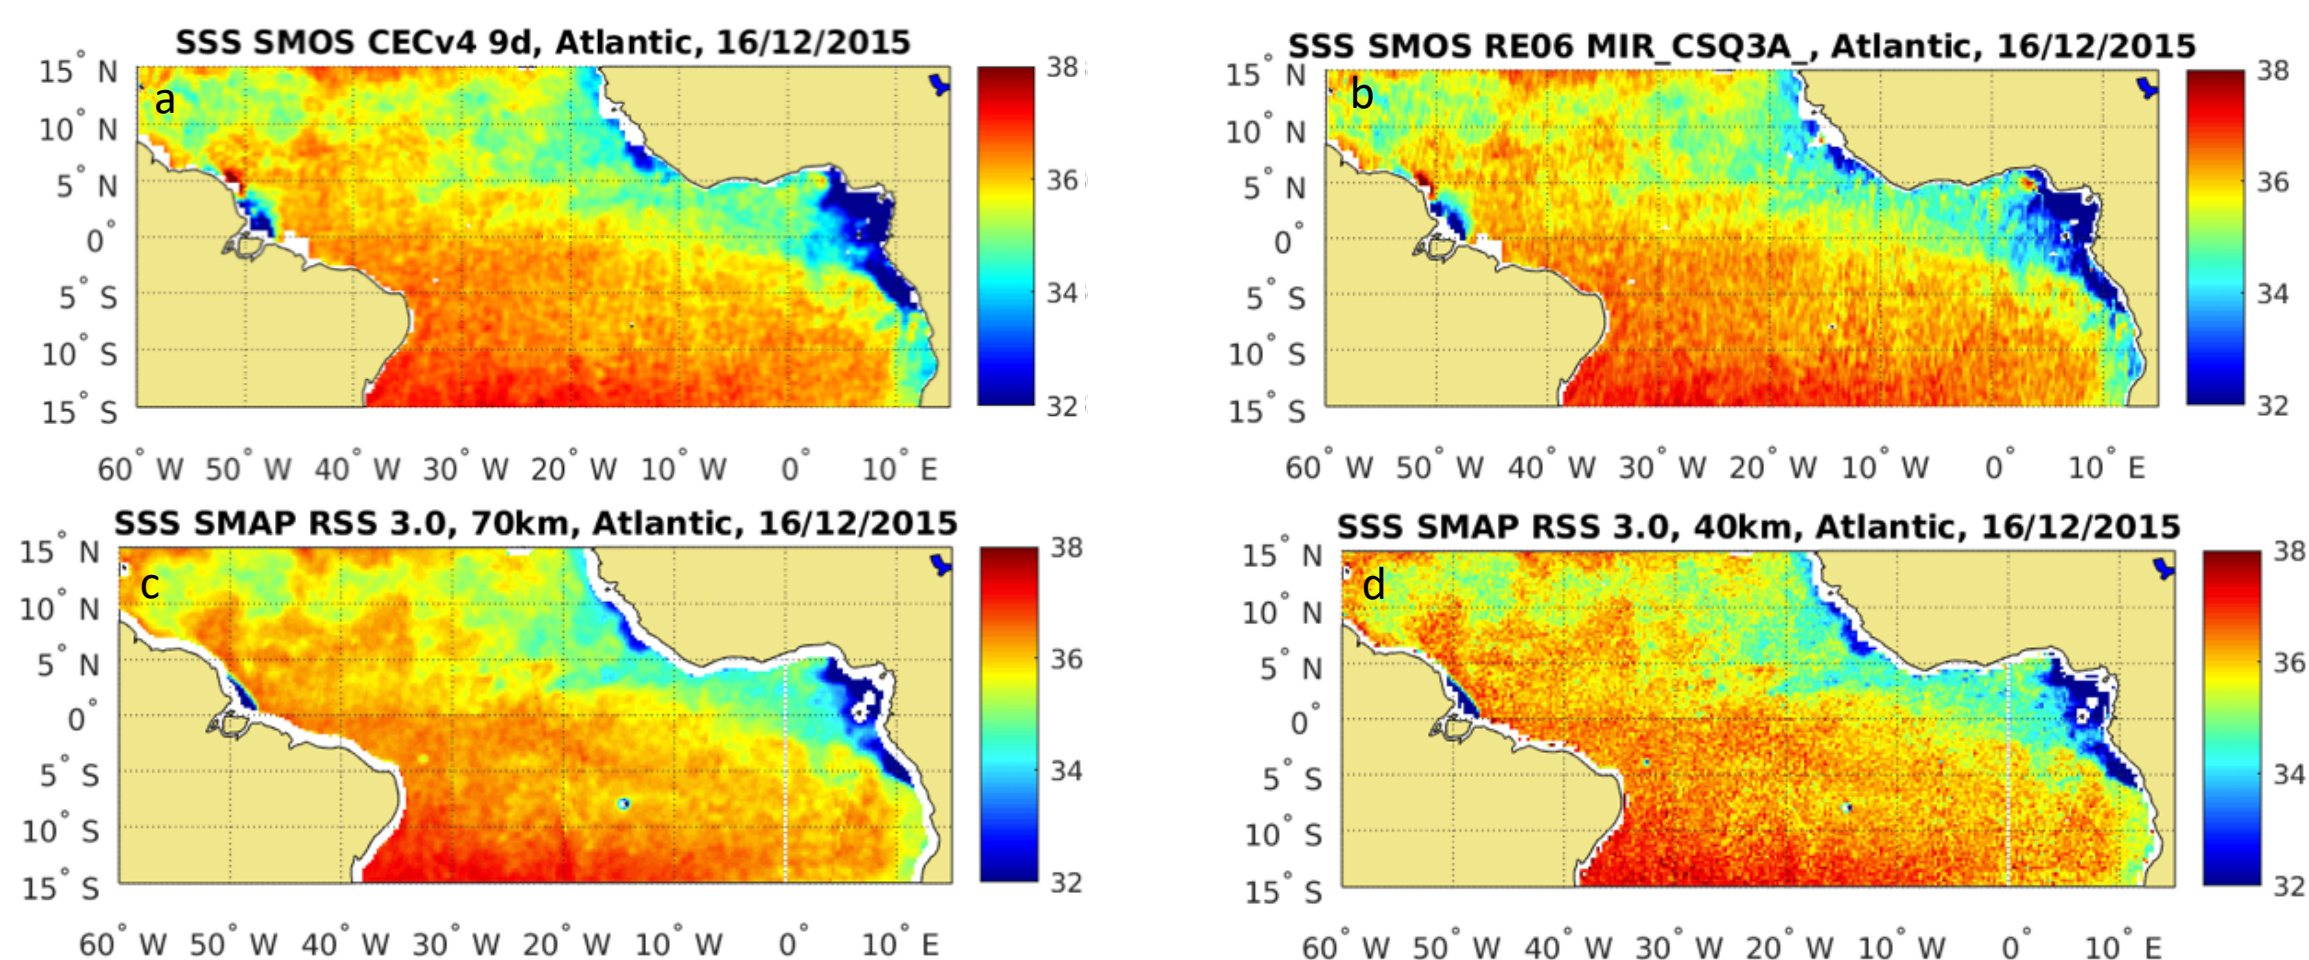 SSS SMOS CECv4 9d, Atlantic, 16/12/2015
15° N
10° N
5° N
0°
5° S
10° S
15° S
a
38
36
34
32
60° W 50° W 40° W 30° W 20° W 10° W 0° 10° E
SSS SMOS RE06 MIR_CSQ3A_, Atlantic, 16/12/2015
15° N
10° N
5° N
0°
5° S
10° S
15° S
b
38
36
34
32
60° W 50° W 40° W 30° W 20° W 10° W 0° 10° E
SSS SMAP RSS 3.0, 70km, Atlantic, 16/12/2015
15° N
10° N
5° N
0°
5° S
10° S
15° S
c
38
36
34
32
60° W 50° W 40° W 30° W 20° W 10° W 0° 10° E
SSS SMAP RSS 3.0, 40km, Atlantic, 16/12/2015
15° N
10° N
5° N
0°
5° S
10° S
15° S
d
38
36
34
32
60° W 50° W 40° W 30° W 20° W 10° W 0° 10° E